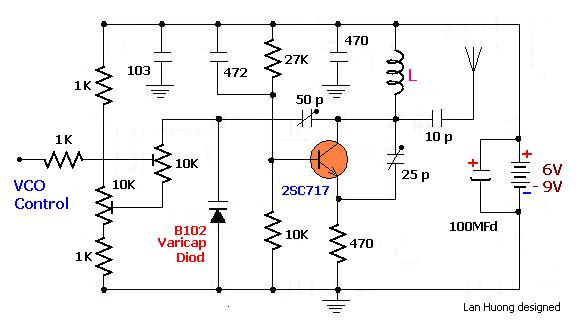 470
27K
103
472
L
1K
50 p
10 p
1K
10K
VCO
Control
10K
2SC717
25 p
+
+
6V
- 9V
-
B102
Varicap
Diod
10K
470
100MFd
1K
Lan Huong designed